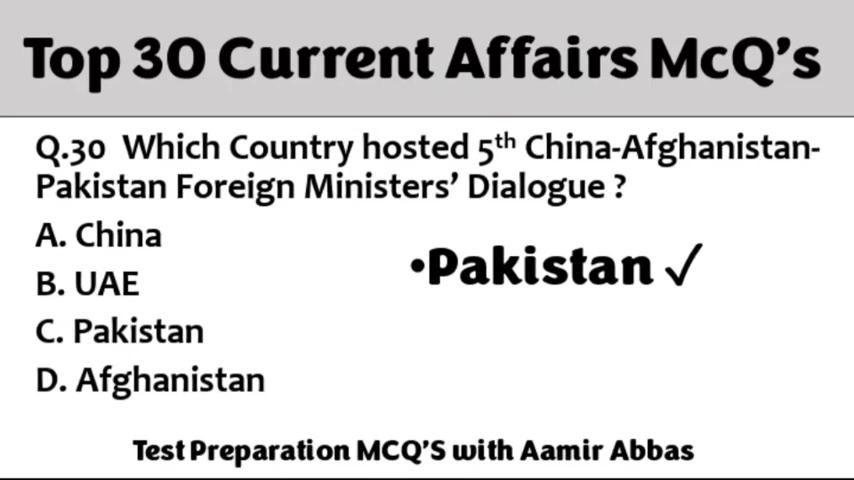 Top 30 Current Affairs McQ's
Q.30 Which Country hosted 5th China-Afghanistan-
Pakistan Foreign Ministers' Dialogue ?
A. China
B. UAE
C. Pakistan
D. Afghanistan
•Pakistan ✓
Test Preparation MCQ'S with Aamir Abbas